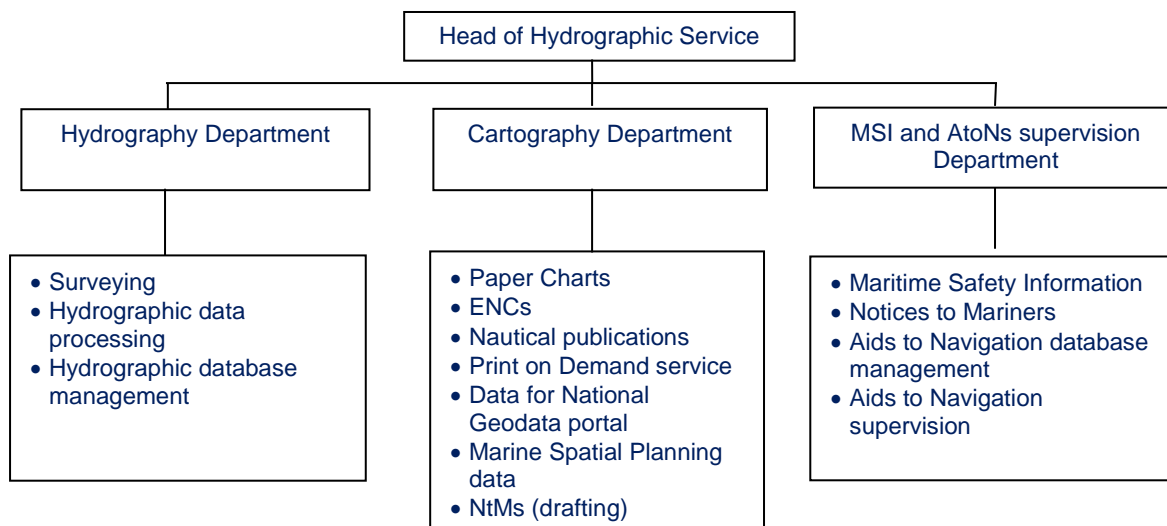 Head of Hydrographic Service
Hydrography Department
Cartography Department
MSI and AtoNs supervision
Department
• Surveying
• Hydrographic data
processing
• Hydrographic database
management
• Paper Charts
• ENCs
• Nautical publications
• Print on Demand service
• Data for National
Geodata portal
• Marine Spatial Planning
data
• NtMs (drafting)
• Maritime Safety Information
• Notices to Mariners
• Aids to Navigation database
management
• Aids to Navigation
supervision